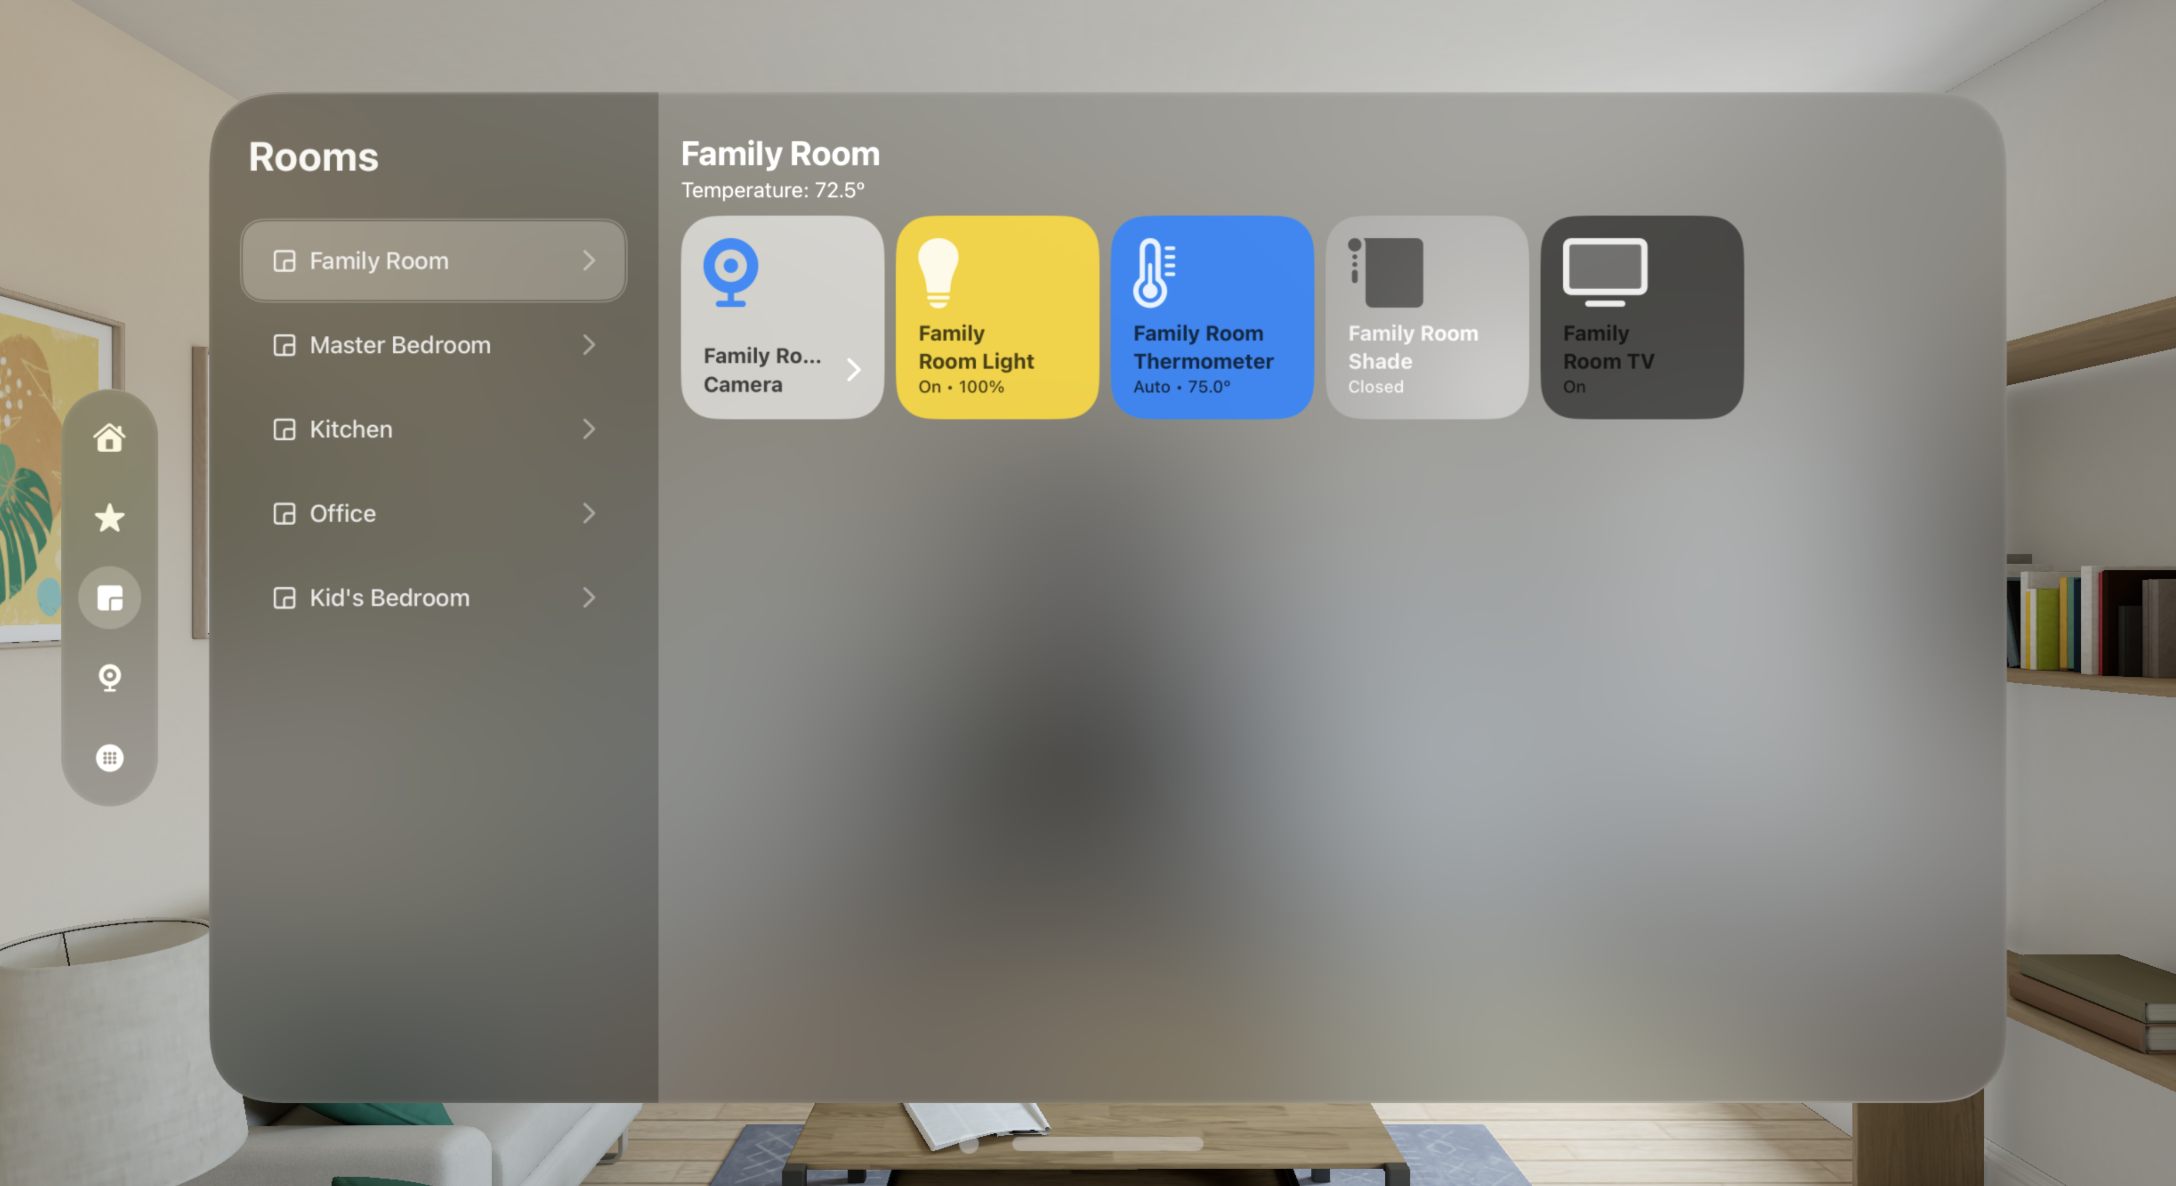 Rooms
Family Room
Master Bedroom
Kitchen
Office
Kid's Bedroom
Family Room
Temperature: 72.5º
Family Ro...
Camera
Family
Room Light
On • 100%
Family Room
Thermometer
Auto • 75.0°
Family Room
Shade
Closed
Family
Room TV
On